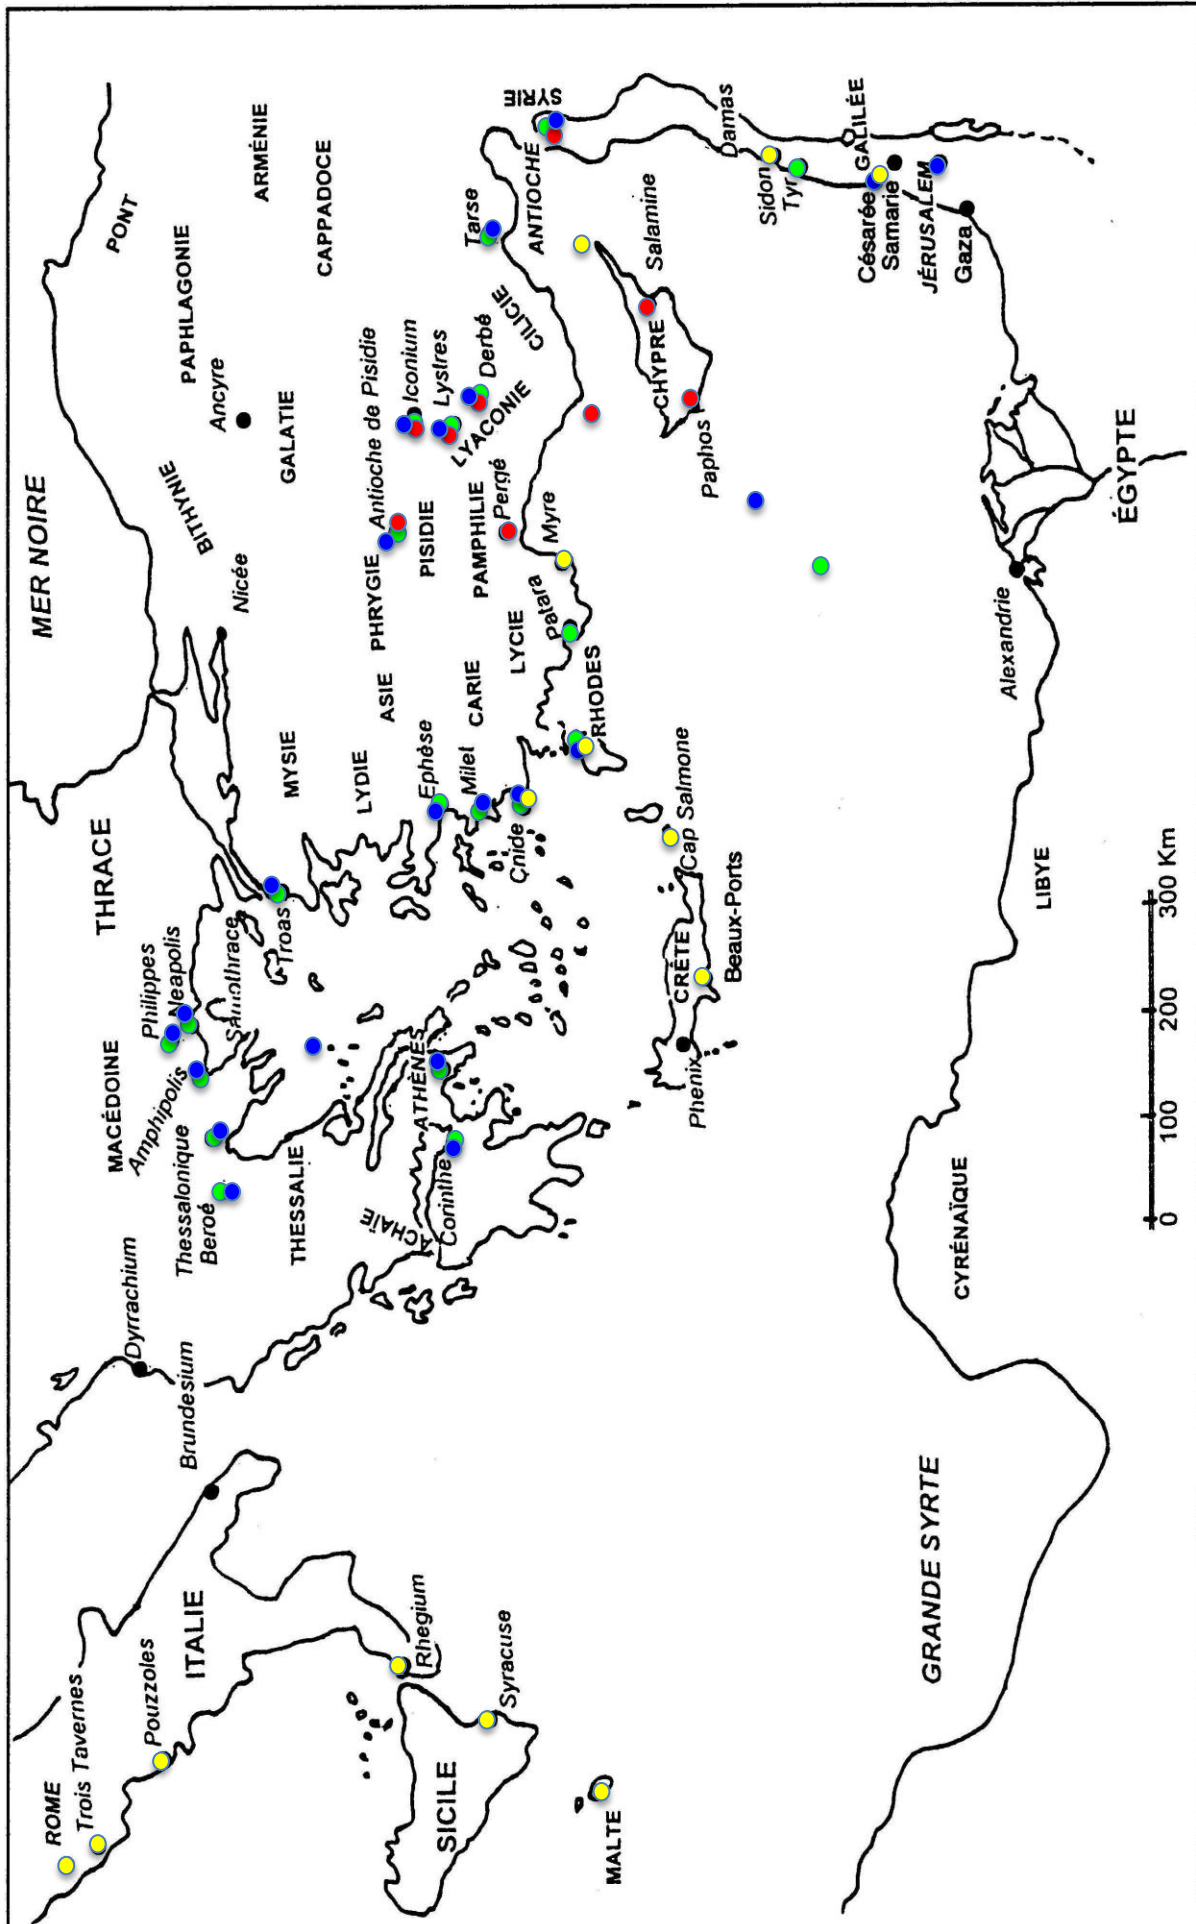 MER NOIRE
PONT
ARMÉNIE
PAPHLAGONIE
CAPPADOCE
Ancyre
GALATIE
BITHYNIE
Nicée
THRACE
MYSIE
LYDIE
ASIE
PHRYGIE
Antioche de Pisidie
PISIDIE
Iconium
Lystres
LYAONIE
Derbé
CILICIE
Tarse
ANTIOCHE
SYRIE
PAMPHILIE
Pergé
Myre
LYCIE
Patara
CARIE
Ephèse
Milel
Cnide
RHODES
Salamine
CHYPRE
Paphos
Damas
Sidon
Tyr
GALILÉE
Césarée
Samarie
JÉRUSALEM
Gaza
ÉGYPTE
Alexandrie
LIBYE
CYRÉNAÏQUE
GRANDE SYRTE
Cap Salmone
CRÈTE
Beaux-Ports
Phenix
Troas
Samothrace
Philippes
Neapolis
MACÉDOINE
Amphipolis
Thessalonique
Beroé
THESSALIE
ATHÈNES
ACHAÏE
Corinthe
Dyrrachium
Brundesium
ITALIE
ROME
Trois Tavernes
Pouzzoles
Rhegium
Syracuse
SICILE
MALTE
0 100 200 300 Km